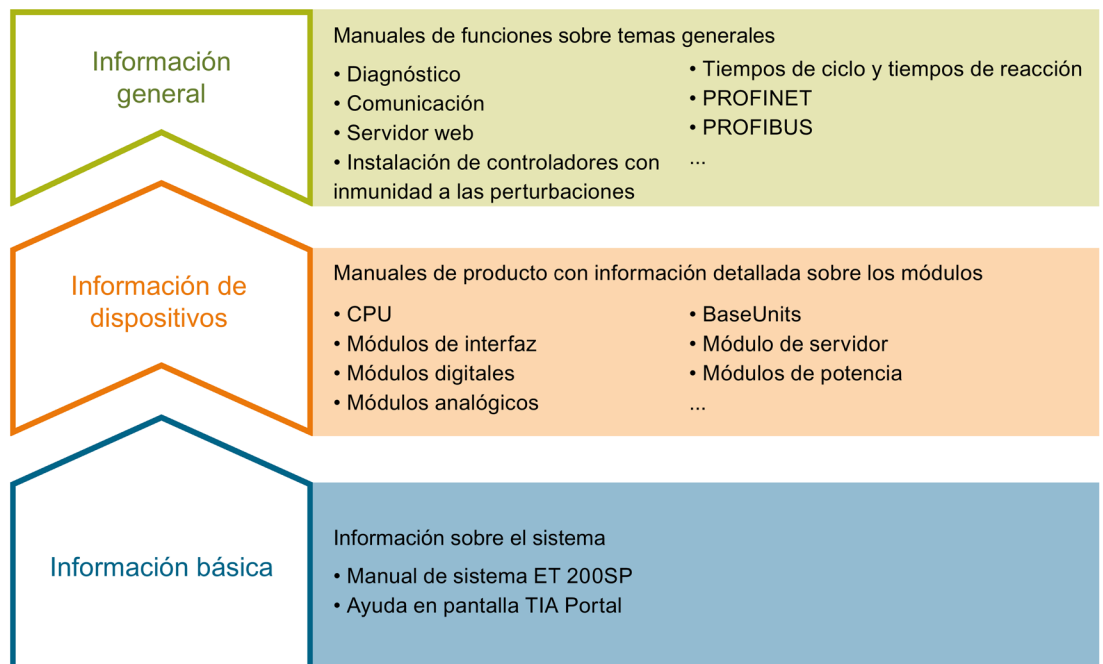 Información
general
Manuales de funciones sobre temas generales
• Diagnóstico
• Comunicación
• Servidor web
• Instalación de controladores con
inmunidad a las perturbaciones
• Tiempos de ciclo y tiempos de reacción
• PROFINET
• PROFIBUS
...
Información de
dispositivos
Manuales de producto con información detallada sobre los módulos
• CPU
• Módulos de interfaz
• Módulos digitales
• Módulos analógicos
• BaseUnits
• Módulo de servidor
• Módulos de potencia
...
Información básica
Información sobre el sistema
• Manual de sistema ET 200SP
• Ayuda en pantalla TIA Portal